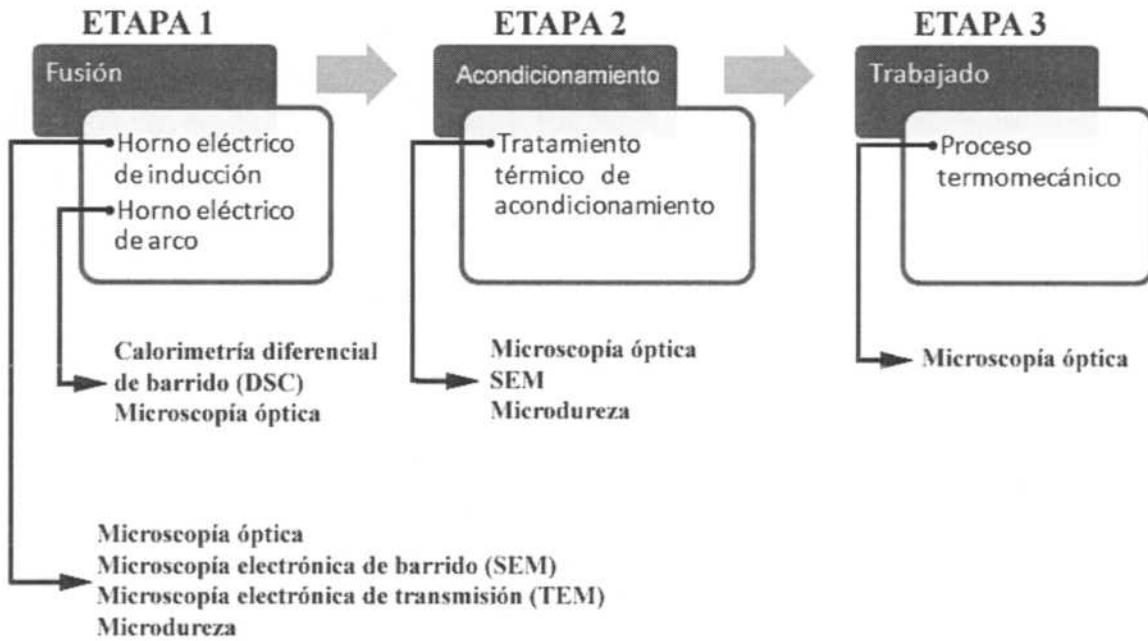 ETAPA 1
Fusión
Horno eléctrico
de inducción
Horno eléctrico
de arco
Calorimetría diferencial
de barrido (DSC)
Microscopía óptica
Microscopía óptica
Microscopía electrónica de barrido (SEM)
Microscopía electrónica de transmisión (TEM)
Microdureza
ETAPA 2
Acondicionamiento
Tratamiento
térmico de
acondicionamiento
Microscopía óptica
SEM
Microdureza
ETAPA 3
Trabajado
Proceso
termomecánico
Microscopía óptica